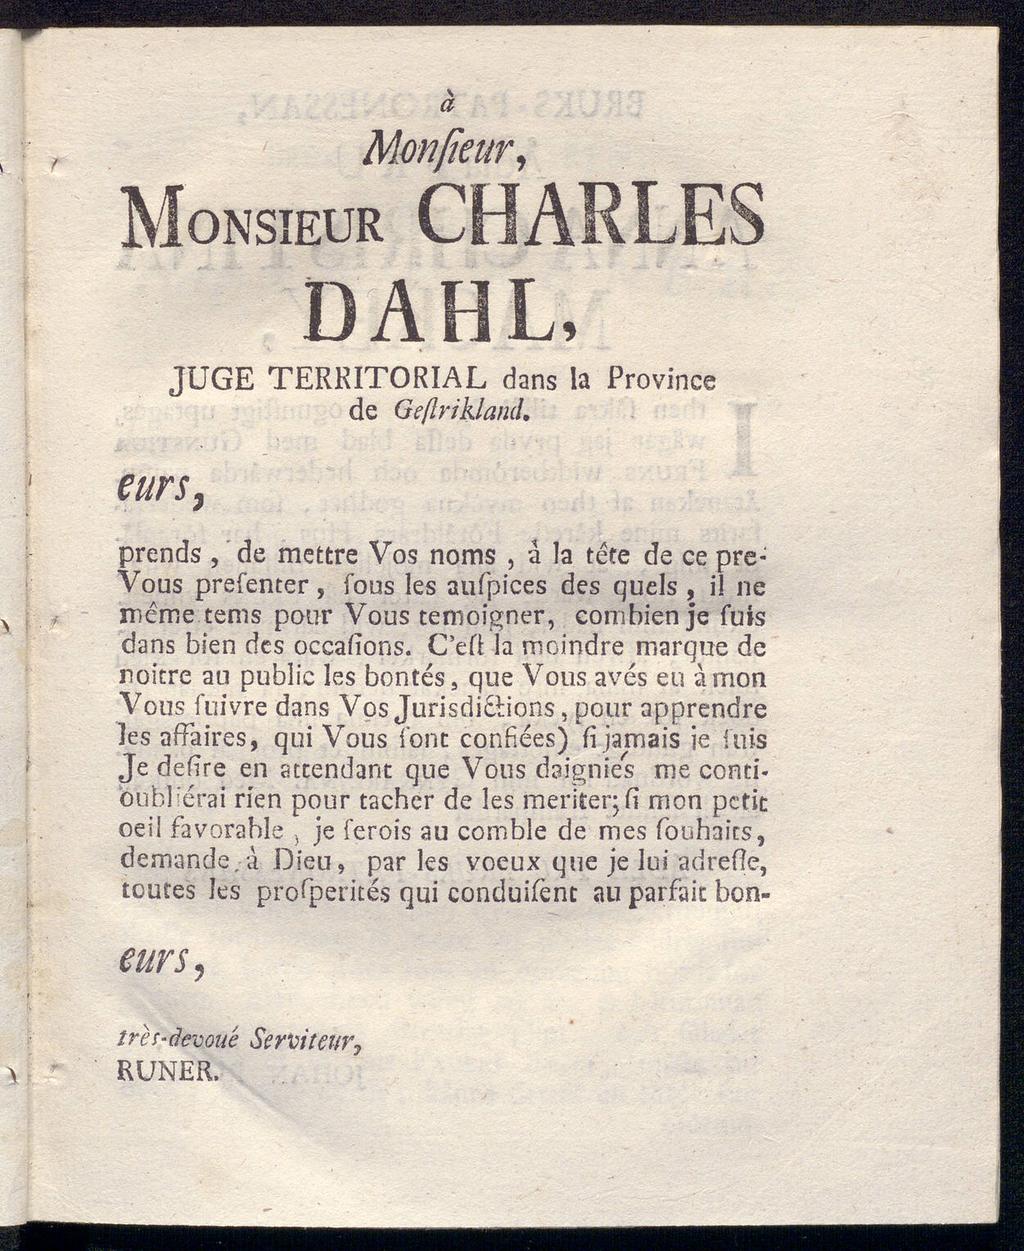 à
Monſieur,
MONSIEUR CHARLES
DAHL,
JUGE TERRITORIAL dans la Province
de Geſtrikland.
eurs,
prends , de mettre Vos noms , à la tête de ce pre-
Vous preſenter , ſous les auſpices des quels , il ne
même tems pour Vous temoigner, combien je ſuis
dans bien des occaſions. C'eſt la moindre marque de
noitre au public les bontés, que Vous avés eu à mon
Vous ſuivre dans Vos Jurisdictions, pour apprendre
les affaires, qui Vous ſont confiées) ſi jamais je ſuis
Je deſire en attendant que Vous daigniés me conti-
oubliérai rien pour tacher de les meriter; ſi mon petit
oeil favorable , je ſerois au comble de mes ſouhaits,
demande à Dieu, par les voeux que je lui adreſſe,
toutes les proſperités qui conduiſent au parfait bon-
eurs,
très-devoué Serviteur,
RUNER.